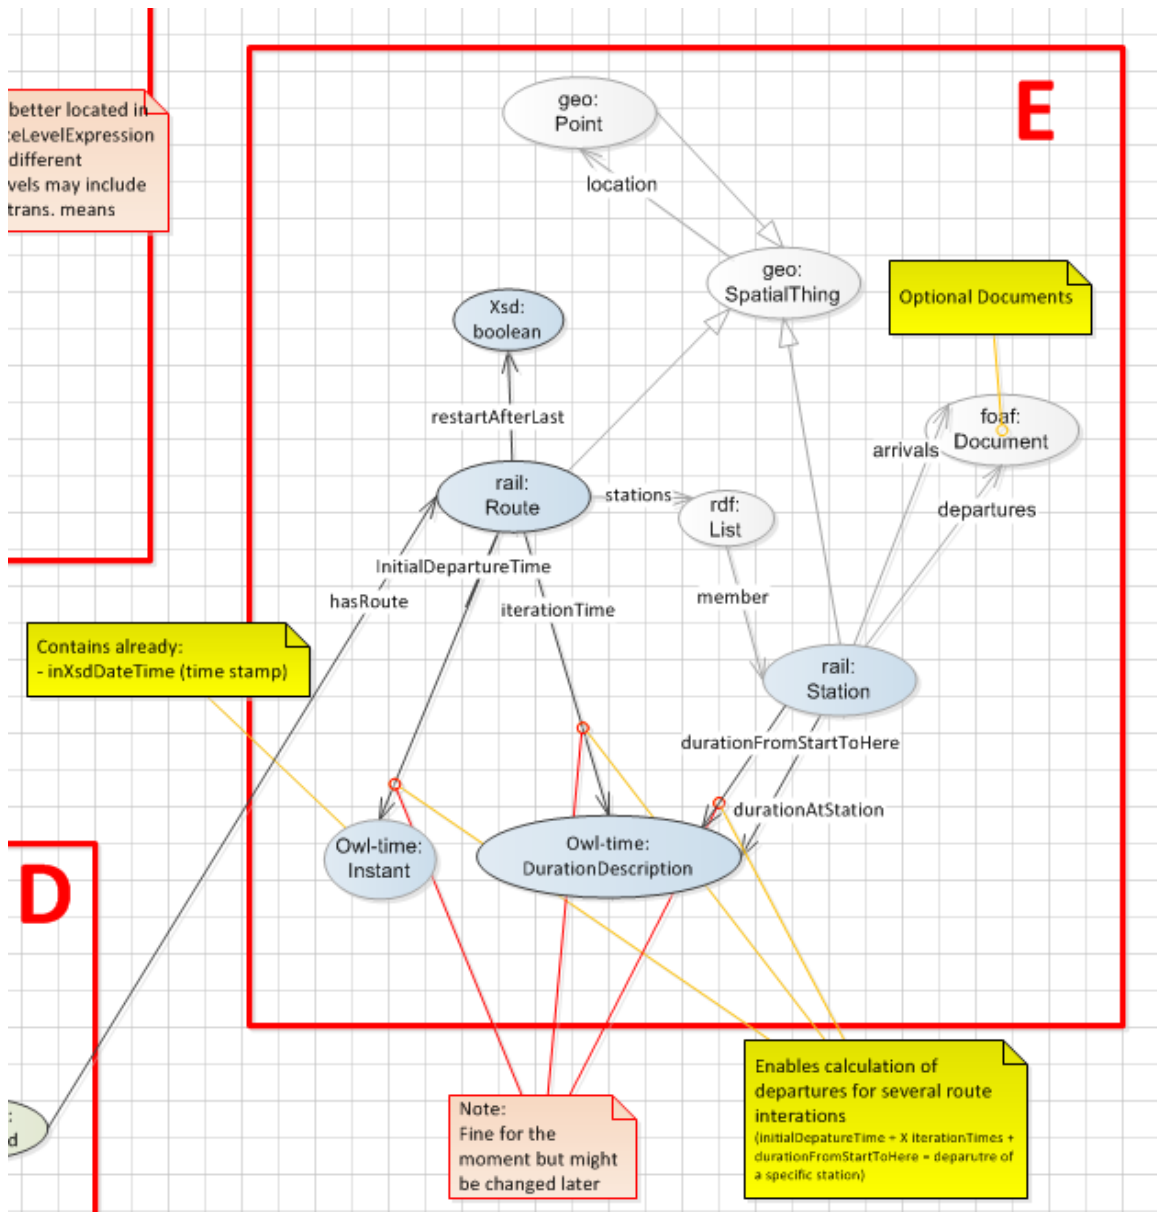 E
geo:
Point
better located in
teLevelExpression
different
vels may include
trans. means
location
geo:
SpatialThing
Optional Documents
Xsd:
boolean
restartAfterLast
foaf:
Document
arrivals
rail:
Route
stations
rdf:
List
departures
InitialDepartureTime
hasRoute
iterationTime
member
Contains already:
- inXsdDateTime (time stamp)
rail:
Station
durationFromStartToHere
durationAtStation
Owl-time:
Instant
Owl-time:
DurationDescription
D
Enables calculation of
departures for several route
interations
(initialDepatureTime + X iterationTimes +
durationFromStartToHere = deparutre of
a specific station)
Note:
Fine for the
moment but might
be changed later
:
d